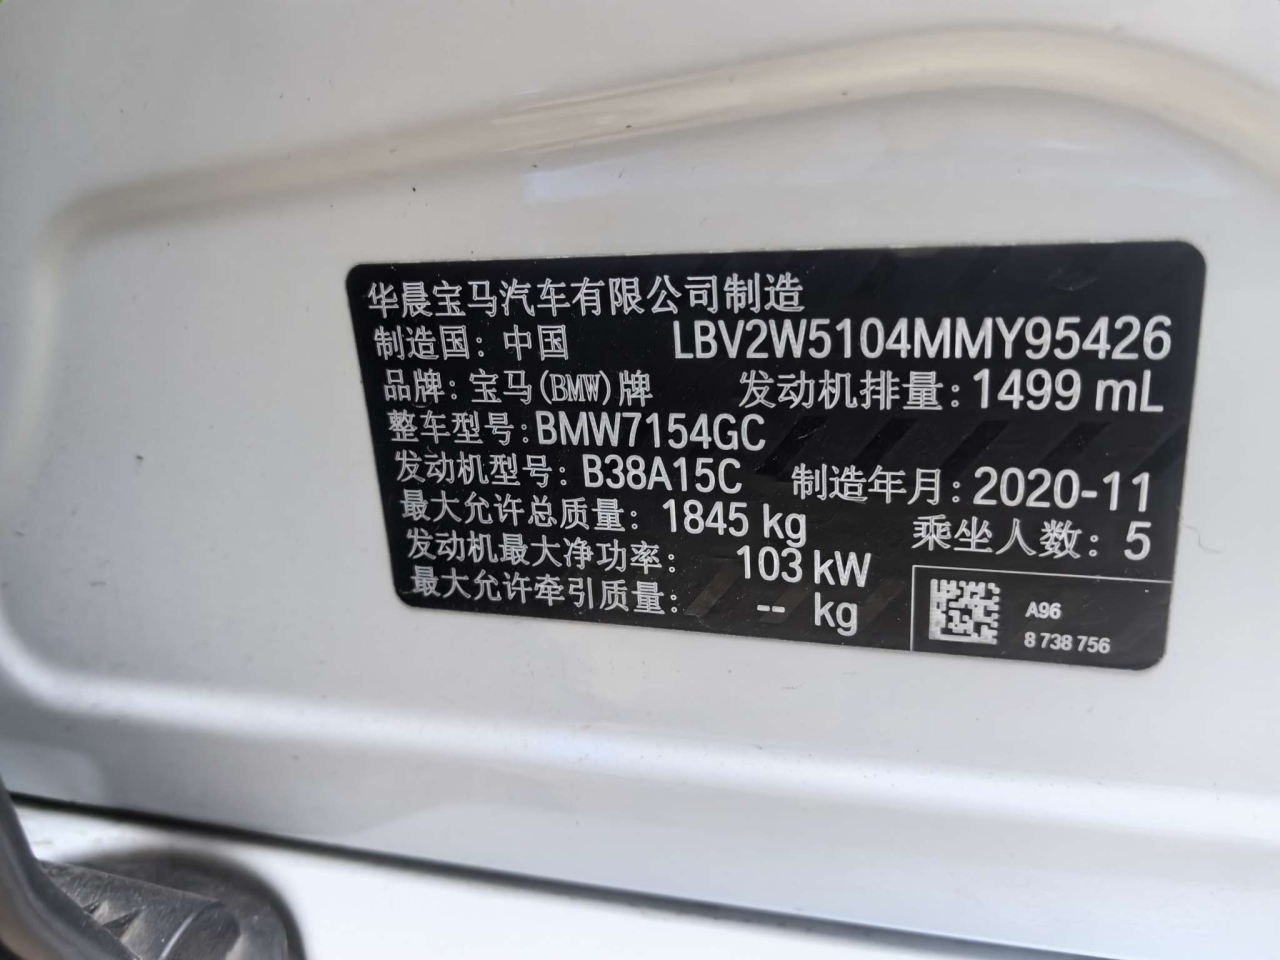 华晨宝马汽车有限公司制造
制造国：中国 LBV2W5104MMY95426
品牌：宝马(BMW)牌 发动机排量：1499 mL
整车型号：BMW7154GC
发动机型号：B38A15C 制造年月：2020-11
最大允许总质量：1845 kg 乘坐人数：5
发动机最大净功率：103 kW
最大允许牵引质量：-- kg
A96
8 738 756